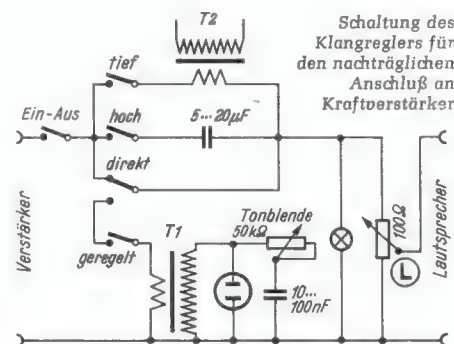 T2
Schaltung des
Klangreglers für
den nachträglichen
Anschluß an
Kraftverstärker
tief
Ein-Aus
hoch
5...20µF
direkt
Verstärker
geregelt
T1
Tonblende
50kΩ
10...
100nF
100Ω
L
Lautsprecher